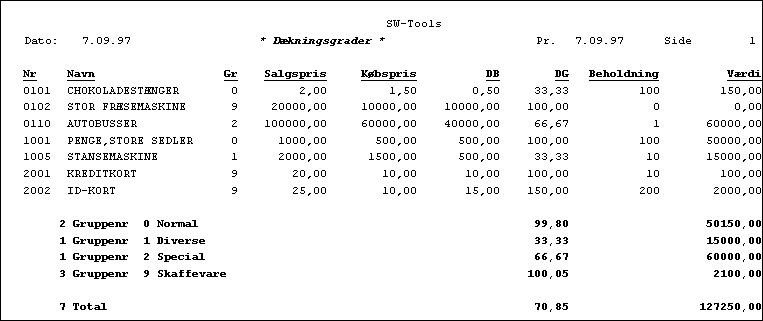 SW-Tools
Dato: 7.09.97 * Dækningsgrader * Pr. 7.09.97 Side 1
Nr Navn Gr Salgspris Købspris DB DG Beholdning Værdi
0101 CHOKOLADESTÆNGER 0 2,00 1,50 0,50 33,33 100 150,00
0102 STOR FRÆSEMASKINE 9 20000,00 10000,00 10000,00 100,00 0 0,00
0110 AUTOBUSSER 2 100000,00 60000,00 40000,00 66,67 1 60000,00
1001 PENGE,STORE SEDLER 0 1000,00 500,00 500,00 100,00 100 50000,00
1005 STANSEMASKINE 1 2000,00 1500,00 500,00 33,33 10 15000,00
2001 KREDITKORT 9 20,00 10,00 10,00 100,00 10 100,00
2002 ID-KORT 9 25,00 10,00 15,00 150,00 200 2000,00
2 Gruppenr 0 Normal 99,80 50150,00
1 Gruppenr 1 Diverse 33,33 15000,00
1 Gruppenr 2 Special 66,67 60000,00
3 Gruppenr 9 Skaffevare 100,05 2100,00
7 Total 70,85 127250,00